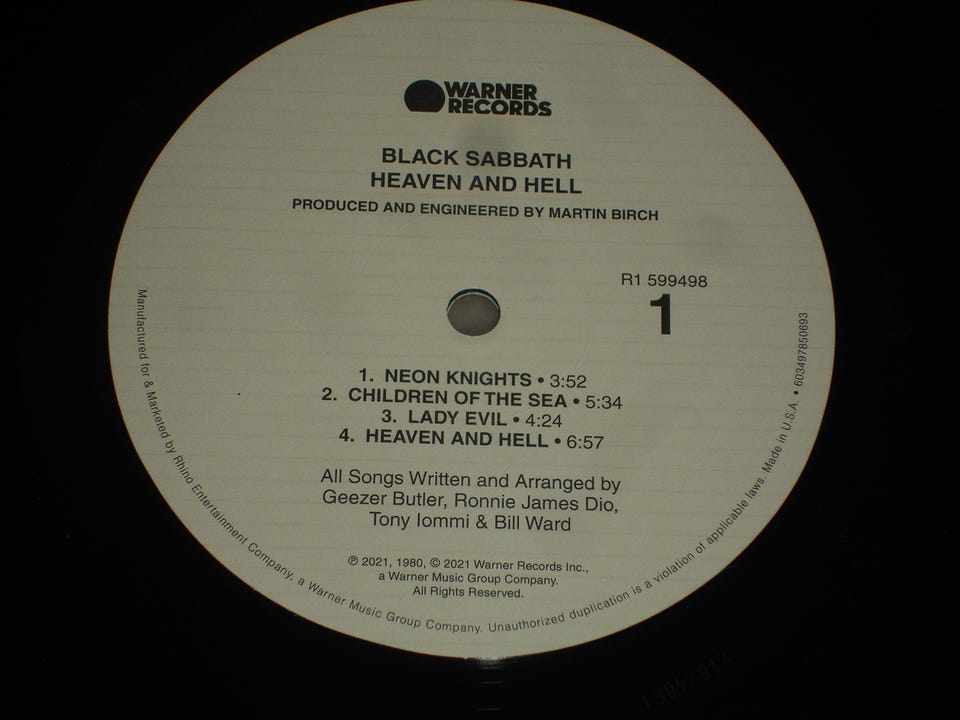 WARNER
RECORDS
BLACK SABBATH
HEAVEN AND HELL
PRODUCED AND ENGINEERED BY MARTIN BIRCH
R1 599498
1
1. NEON KNIGHTS • 3:52
2. CHILDREN OF THE SEA • 5:34
3. LADY EVIL • 4:24
4. HEAVEN AND HELL • 6:57
All Songs Written and Arranged by
Geezer Butler, Ronnie James Dio,
Tony Iommi & Bill Ward
℗ 2021, 1980, © 2021 Warner Records Inc.,
a Warner Music Group Company.
All Rights Reserved.
Manufactured for & Marketed by Rhino Entertainment Company, a Warner Music Group Company. Unauthorized duplication is a violation of applicable laws. Made in U.S.A. • 603497850693